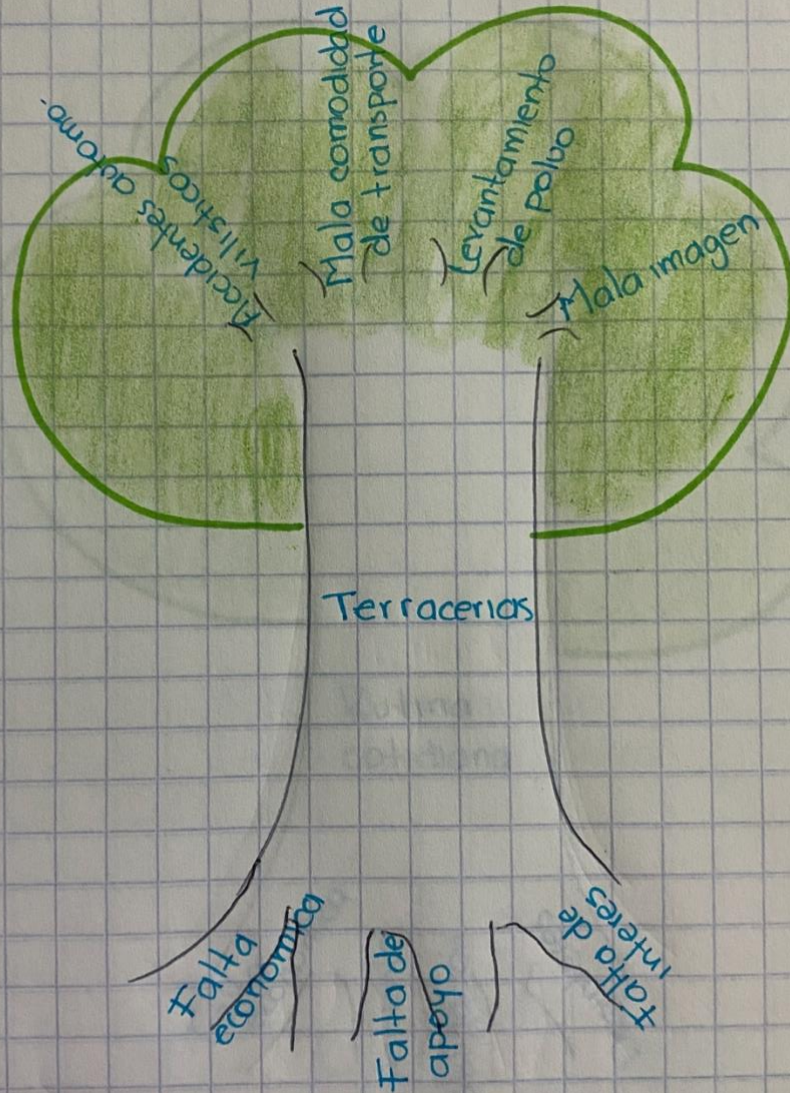 Accidentes automo-
vilisticos
Mala comodidad
de transporte
Levantamiento
de polvo
Mala imagen
Terracerias
Falta
economica
Falta de
apoyo
falta de
interes